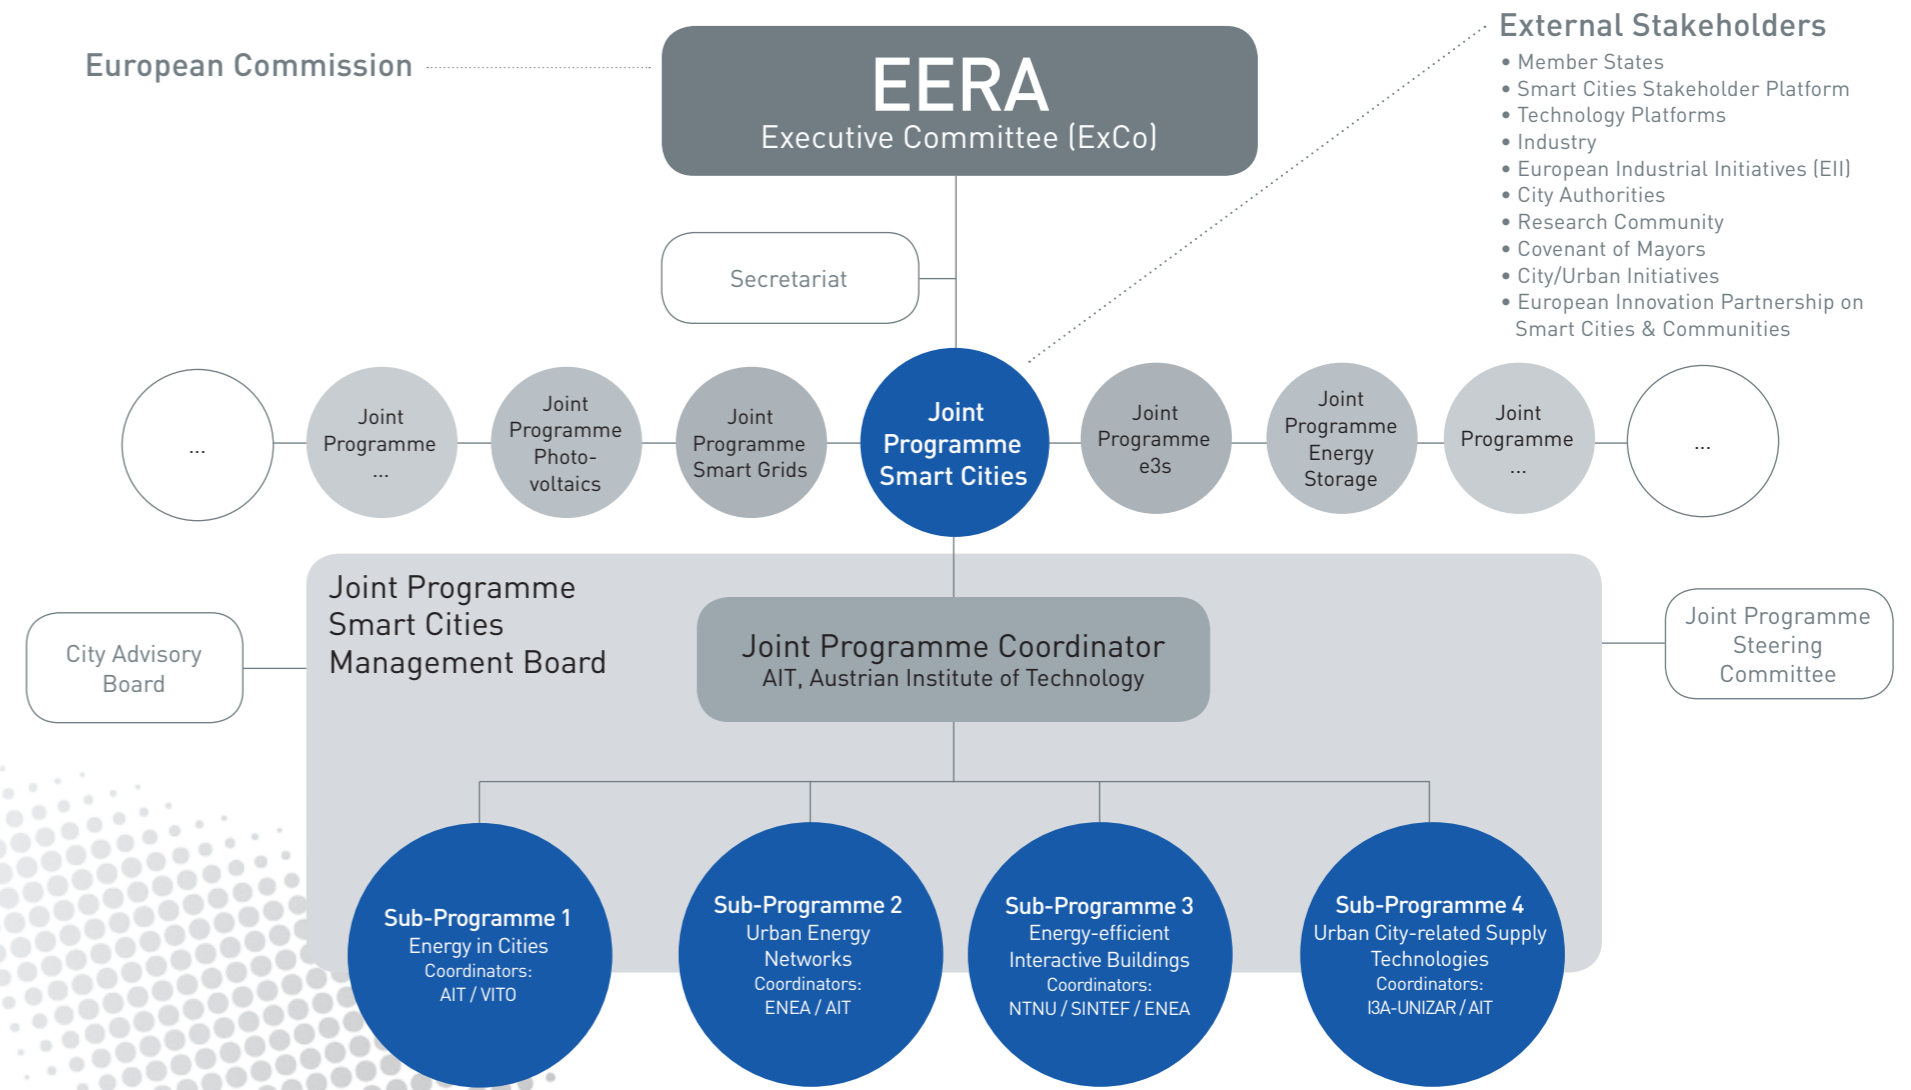 European Commission
EERA
Executive Committee (ExCo)
External Stakeholders
• Member States
• Smart Cities Stakeholder Platform
• Technology Platforms
• Industry
• European Industrial Initiatives (EII)
• City Authorities
• Research Community
• Covenant of Mayors
• City/Urban Initiatives
• European Innovation Partnership on
Smart Cities & Communities
Secretariat
...
Joint
Programme
...
Joint
Programme
Photo-
voltaics
Joint
Programme
Smart Grids
Joint
Programme
Smart Cities
Joint
Programme
e3s
Joint
Programme
Energy
Storage
Joint
Programme
...
...
Joint Programme
Smart Cities
Management Board
City Advisory
Board
Joint Programme Coordinator
AIT, Austrian Institute of Technology
Joint Programme
Steering
Committee
Sub-Programme 1
Energy in Cities
Coordinators:
AIT / VITO
Sub-Programme 2
Urban Energy
Networks
Coordinators:
ENEA / AIT
Sub-Programme 3
Energy-efficient
Interactive Buildings
Coordinators:
NTNU / SINTEF / ENEA
Sub-Programme 4
Urban City-related Supply
Technologies
Coordinators:
I3A-UNIZAR / AIT